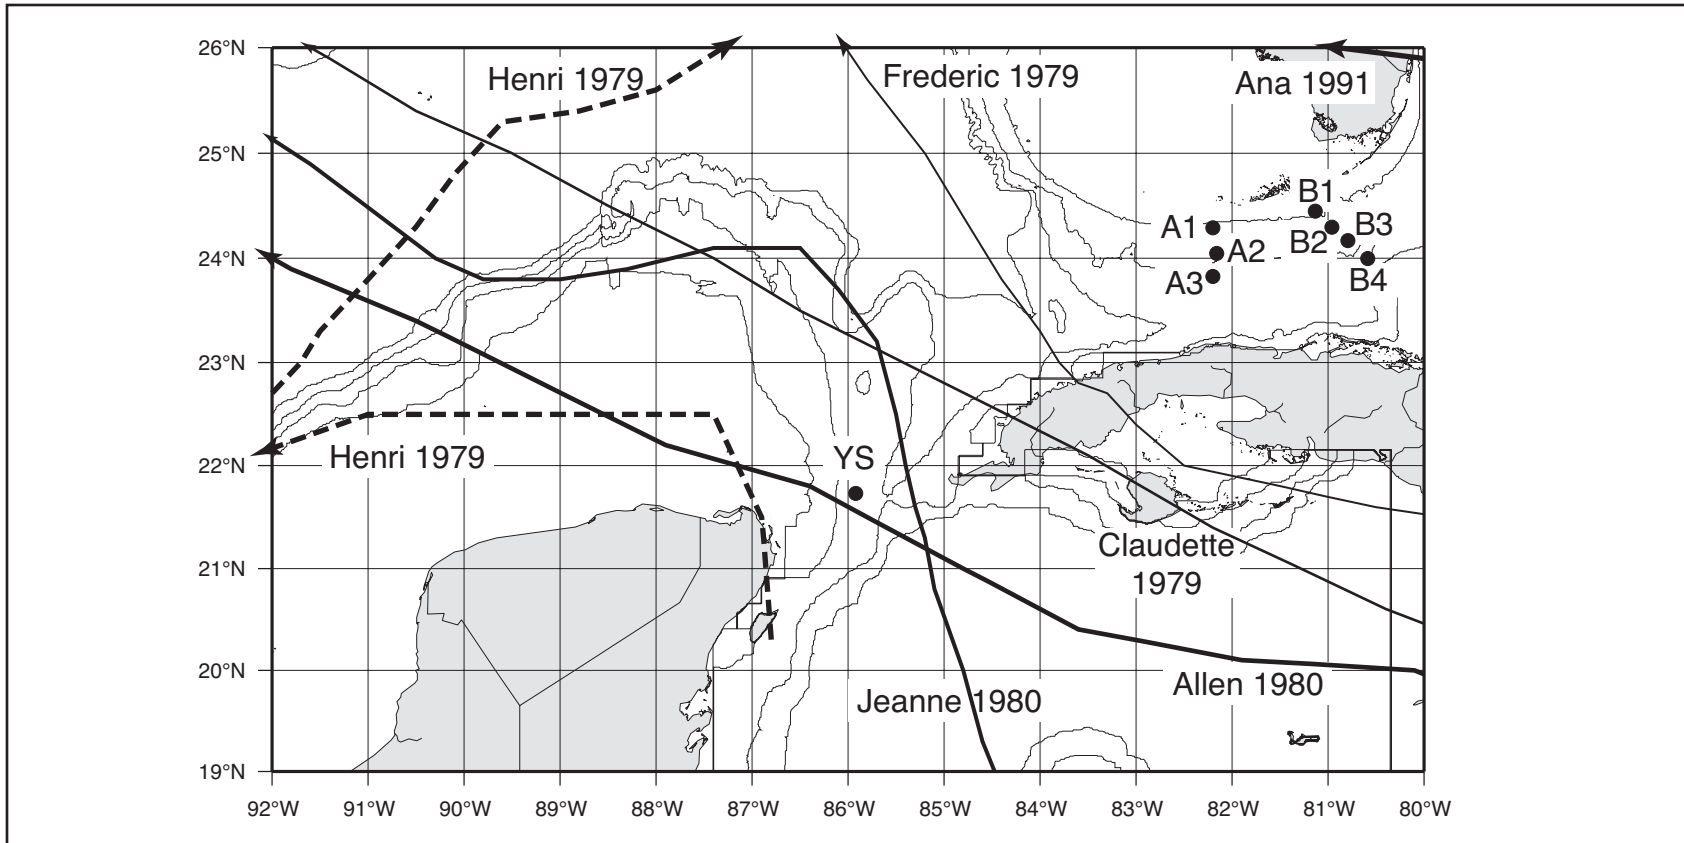 26°N
25°N
24°N
23°N
22°N
21°N
20°N
19°N
Henri 1979
Frederic 1979
Ana 1991
B1
A1
B3
B2
A2
A3
B4
Henri 1979
YS
Claudette
1979
Allen 1980
Jeanne 1980
92°W
91°W
90°W
89°W
88°W
87°W
86°W
85°W
84°W
83°W
82°W
81°W
80°W